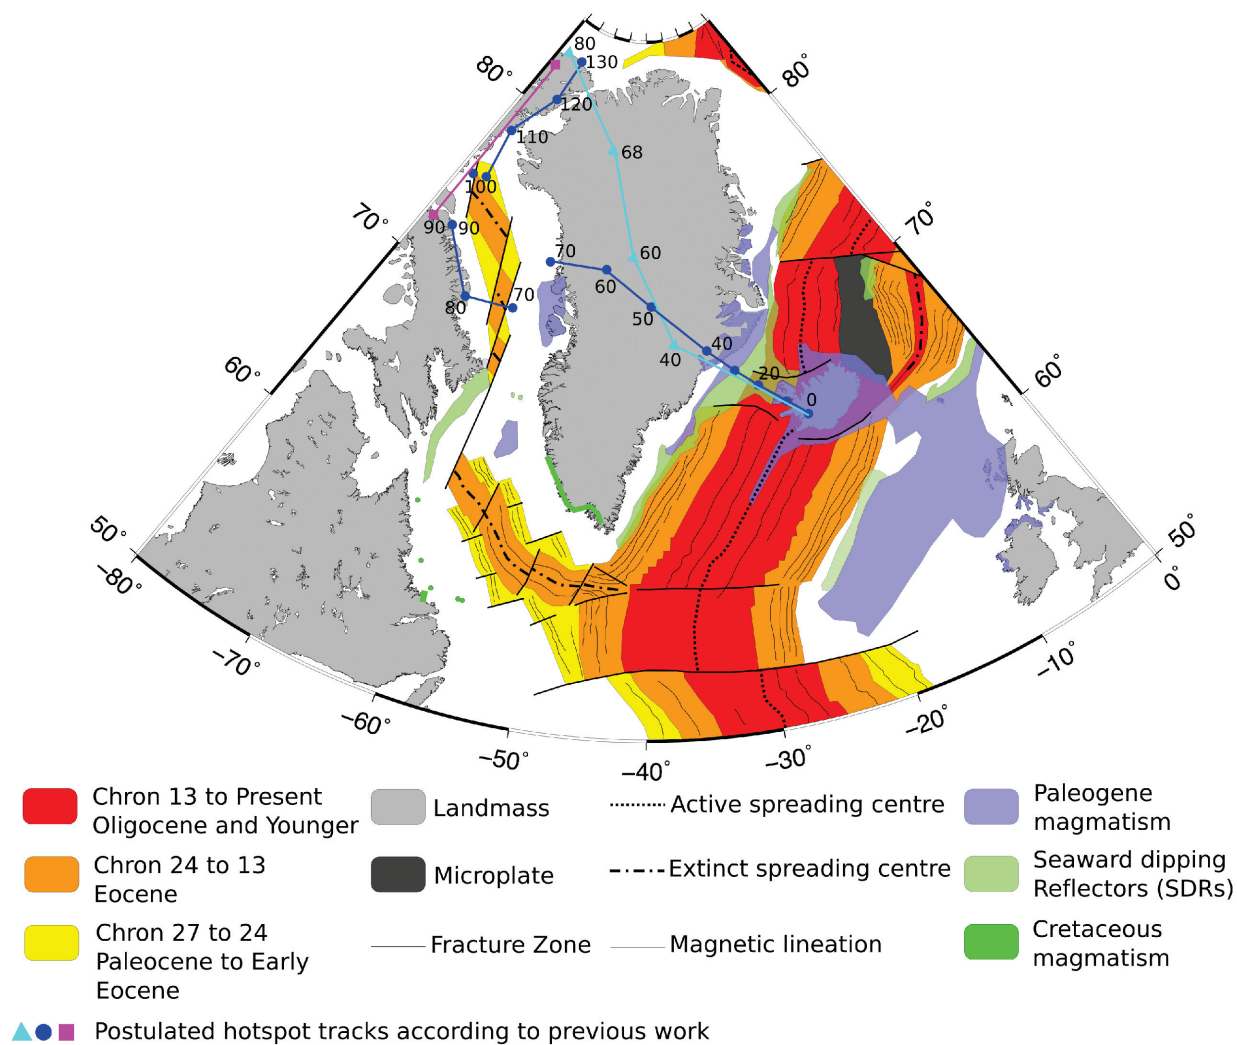 80
130
80°
80°
120
110
68
100
70°
90
90
70°
70
60
60
80
70
50
40
40
60°
20
0
60°
50°
50°
−80°
0°
−70°
−10°
−60°
−20°
−50°
−40°
−30°
Chron 13 to Present
Oligocene and Younger
Landmass
Active spreading centre
Paleogene
magmatism
Chron 24 to 13
Eocene
Microplate
Extinct spreading centre
Seaward dipping
Reflectors (SDRs)
Chron 27 to 24
Paleocene to Early
Eocene
Fracture Zone
Magnetic lineation
Cretaceous
magmatism
Postulated hotspot tracks according to previous work